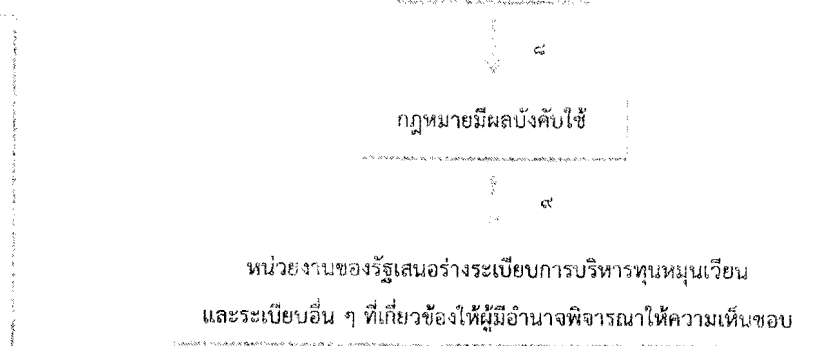 ๘
กฎหมายมีผลบังคับใช้
๙
หน่วยงานของรัฐเสนอร่างระเบียบการบริหารทุนหมุนเวียน
และระเบียบอื่น ๆ ที่เกี่ยวข้องให้ผู้มีอำนาจพิจารณาให้ความเห็นชอบ